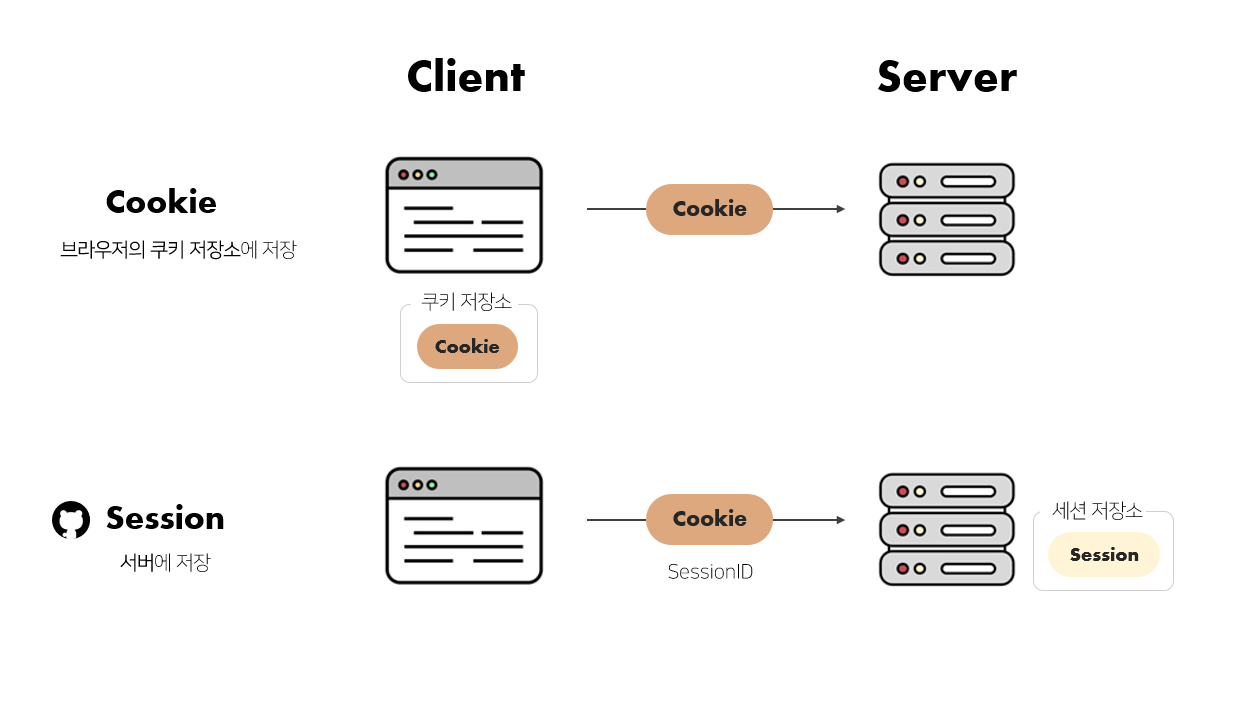 Client
Server
Cookie
브라우저의 쿠키 저장소에 저장
Cookie
쿠키 저장소
Cookie
Session
서버에 저장
Cookie
SessionID
세션 저장소
Session